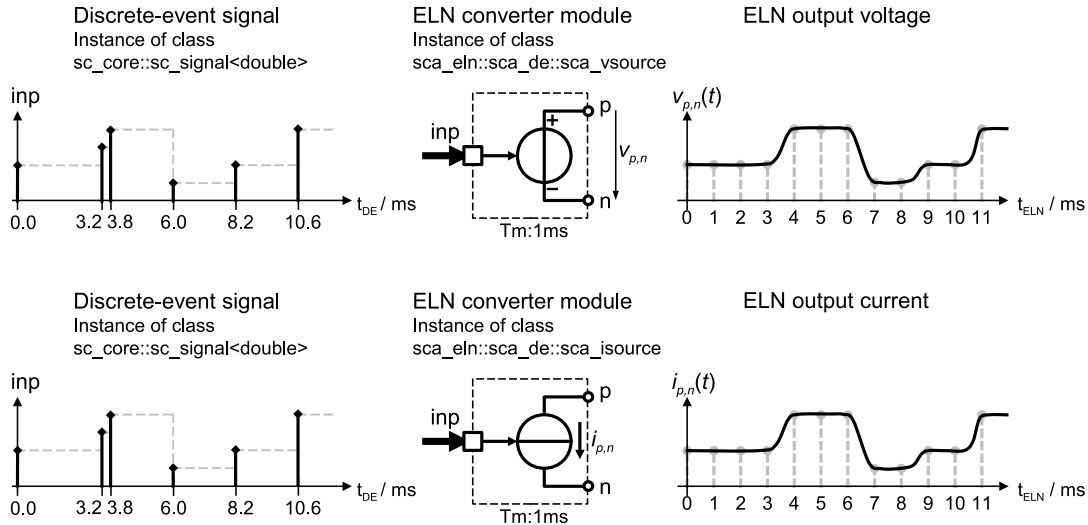 Discrete-event signal
Instance of class
sc_core::sc_signal<double>
inp
0.0 3.2 3.8 6.0 8.2 10.6
t_DE / ms
ELN converter module
Instance of class
sca_eln::sca_de::sca_vsource
inp
+
−
p
v_p,n
n
Tm:1ms
ELN output voltage
v_p,n(t)
0 1 2 3 4 5 6 7 8 9 10 11
t_ELN / ms
Discrete-event signal
Instance of class
sc_core::sc_signal<double>
inp
0.0 3.2 3.8 6.0 8.2 10.6
t_DE / ms
ELN converter module
Instance of class
sca_eln::sca_de::sca_isource
inp
p
i_p,n
n
Tm:1ms
ELN output current
i_p,n(t)
0 1 2 3 4 5 6 7 8 9 10 11
t_ELN / ms